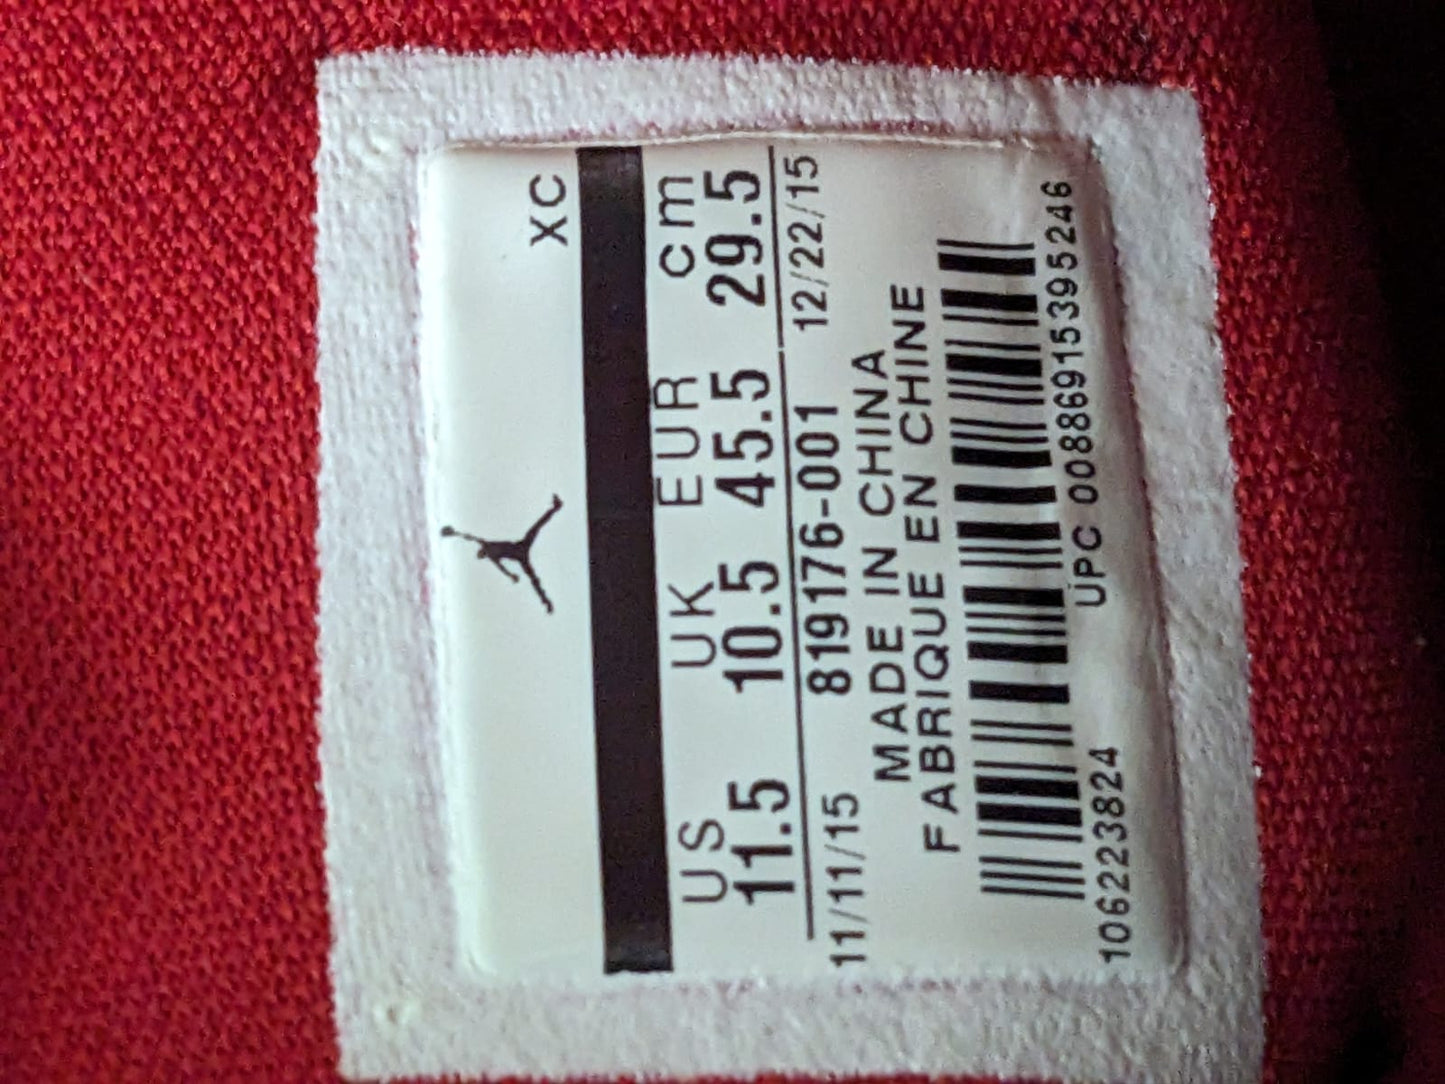 XC
US UK EUR cm
11.5 10.5 45.5 29.5
11/11/15 819176-001 12/22/15
MADE IN CHINA
FABRIQUE EN CHINE
106223824 UPC 00886915395246